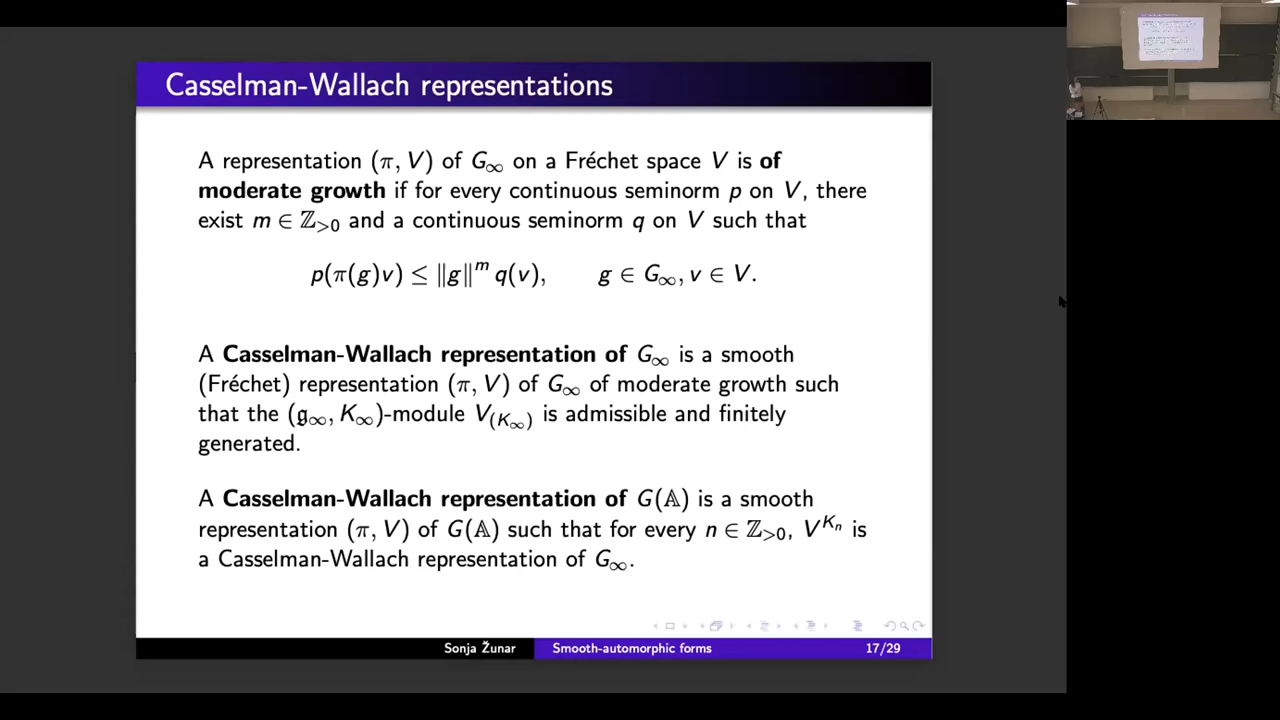 Casselman-Wallach representations
A representation (π, V) of G∞ on a Fréchet space V is of
moderate growth if for every continuous seminorm p on V, there
exist m ∈ ℤ>0 and a continuous seminorm q on V such that
p(π(g)v) ≤ ‖g‖^m q(v),  g ∈ G∞, v ∈ V.
A Casselman-Wallach representation of G∞ is a smooth
(Fréchet) representation (π, V) of G∞ of moderate growth such
that the (𝔤∞, K∞)-module V(K∞) is admissible and finitely
generated.
A Casselman-Wallach representation of G(𝔸) is a smooth
representation (π, V) of G(𝔸) such that for every n ∈ ℤ>0, V^{K_n} is
a Casselman-Wallach representation of G∞.
Sonja Žunar Smooth-automorphic forms 17/29